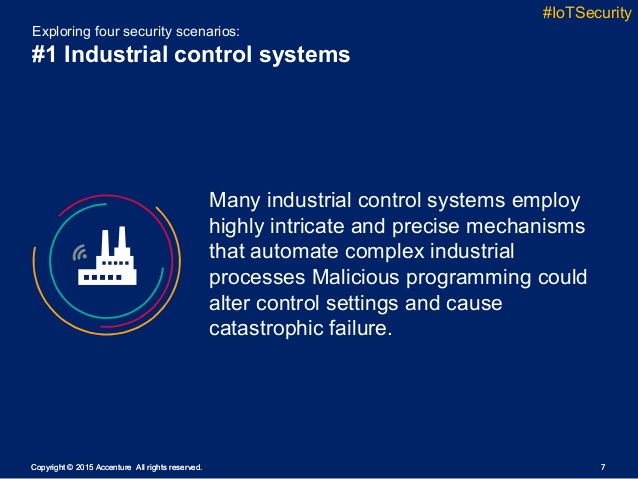 #IoTSecurity
Exploring four security scenarios:
#1 Industrial control systems
Many industrial control systems employ
highly intricate and precise mechanisms
that automate complex industrial
processes Malicious programming could
alter control settings and cause
catastrophic failure.
Copyright © 2015 Accenture All rights reserved. 7